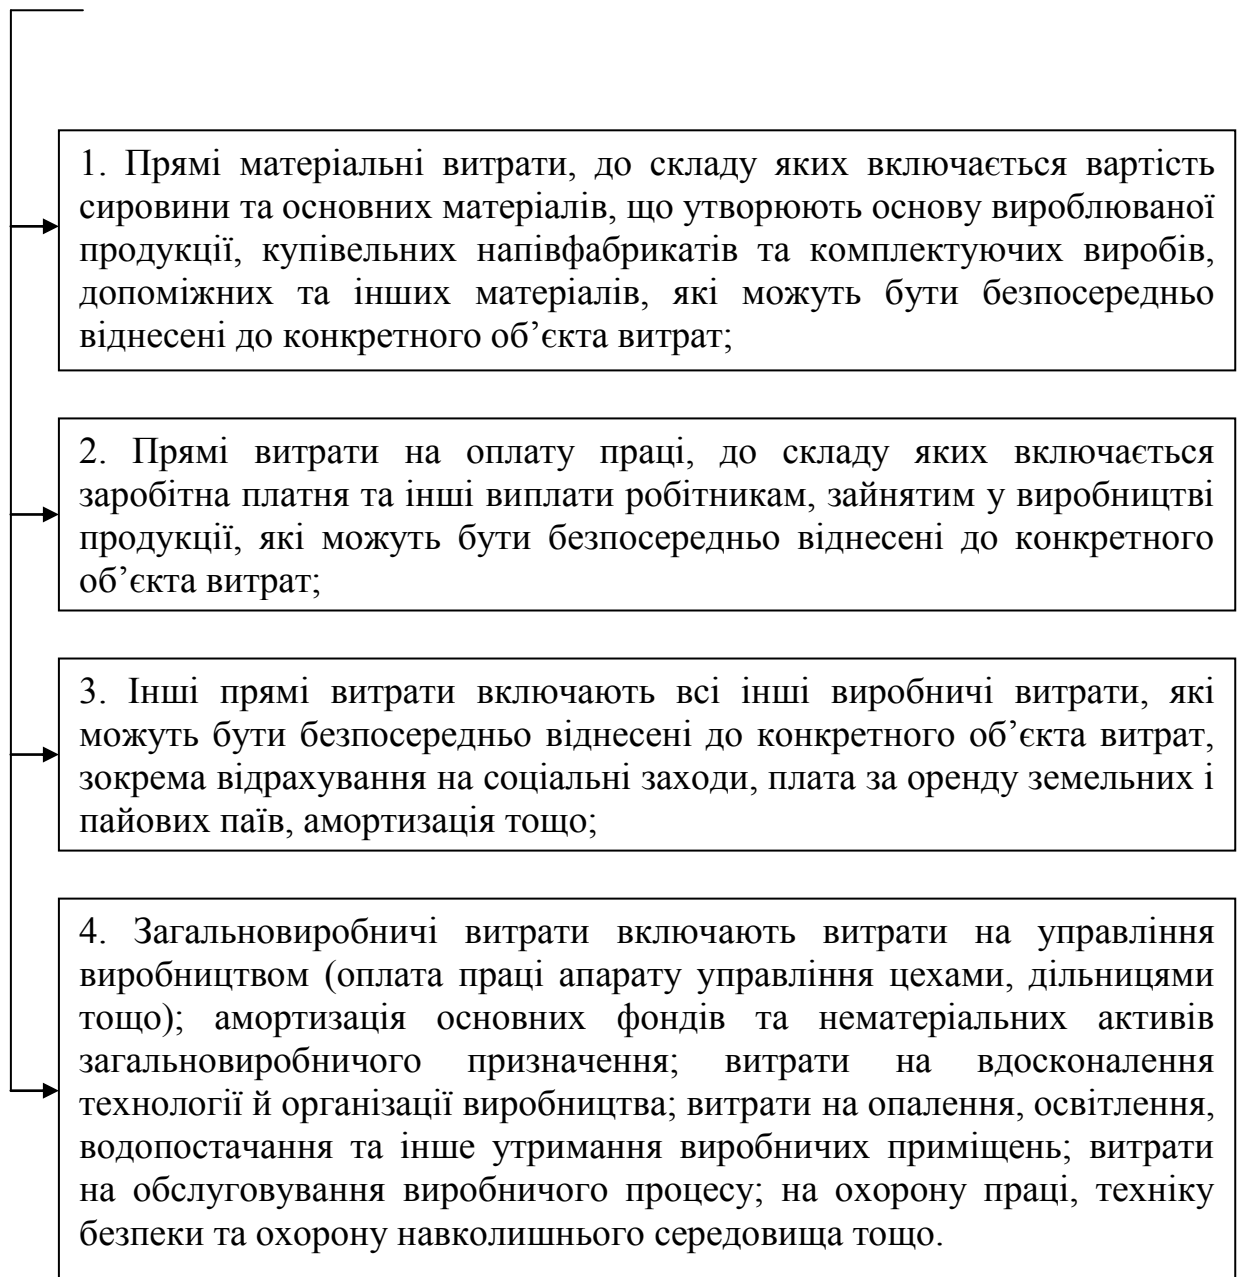 1. Прямі матеріальні витрати, до складу яких включається вартість
сировини та основних матеріалів, що утворюють основу вироблюваної
продукції, купівельних напівфабрикатів та комплектуючих виробів,
допоміжних та інших матеріалів, які можуть бути безпосередньо
віднесені до конкретного об’єкта витрат;
2. Прямі витрати на оплату праці, до складу яких включається
заробітна платня та інші виплати робітникам, зайнятим у виробництві
продукції, які можуть бути безпосередньо віднесені до конкретного
об’єкта витрат;
3. Інші прямі витрати включають всі інші виробничі витрати, які
можуть бути безпосередньо віднесені до конкретного об’єкта витрат,
зокрема відрахування на соціальні заходи, плата за оренду земельних і
пайових паїв, амортизація тощо;
4. Загальновиробничі витрати включають витрати на управління
виробництвом (оплата праці апарату управління цехами, дільницями
тощо); амортизація основних фондів та нематеріальних активів
загальновиробничого призначення; витрати на вдосконалення
технології й організації виробництва; витрати на опалення, освітлення,
водопостачання та інше утримання виробничих приміщень; витрати
на обслуговування виробничого процесу; на охорону праці, техніку
безпеки та охорону навколишнього середовища тощо.